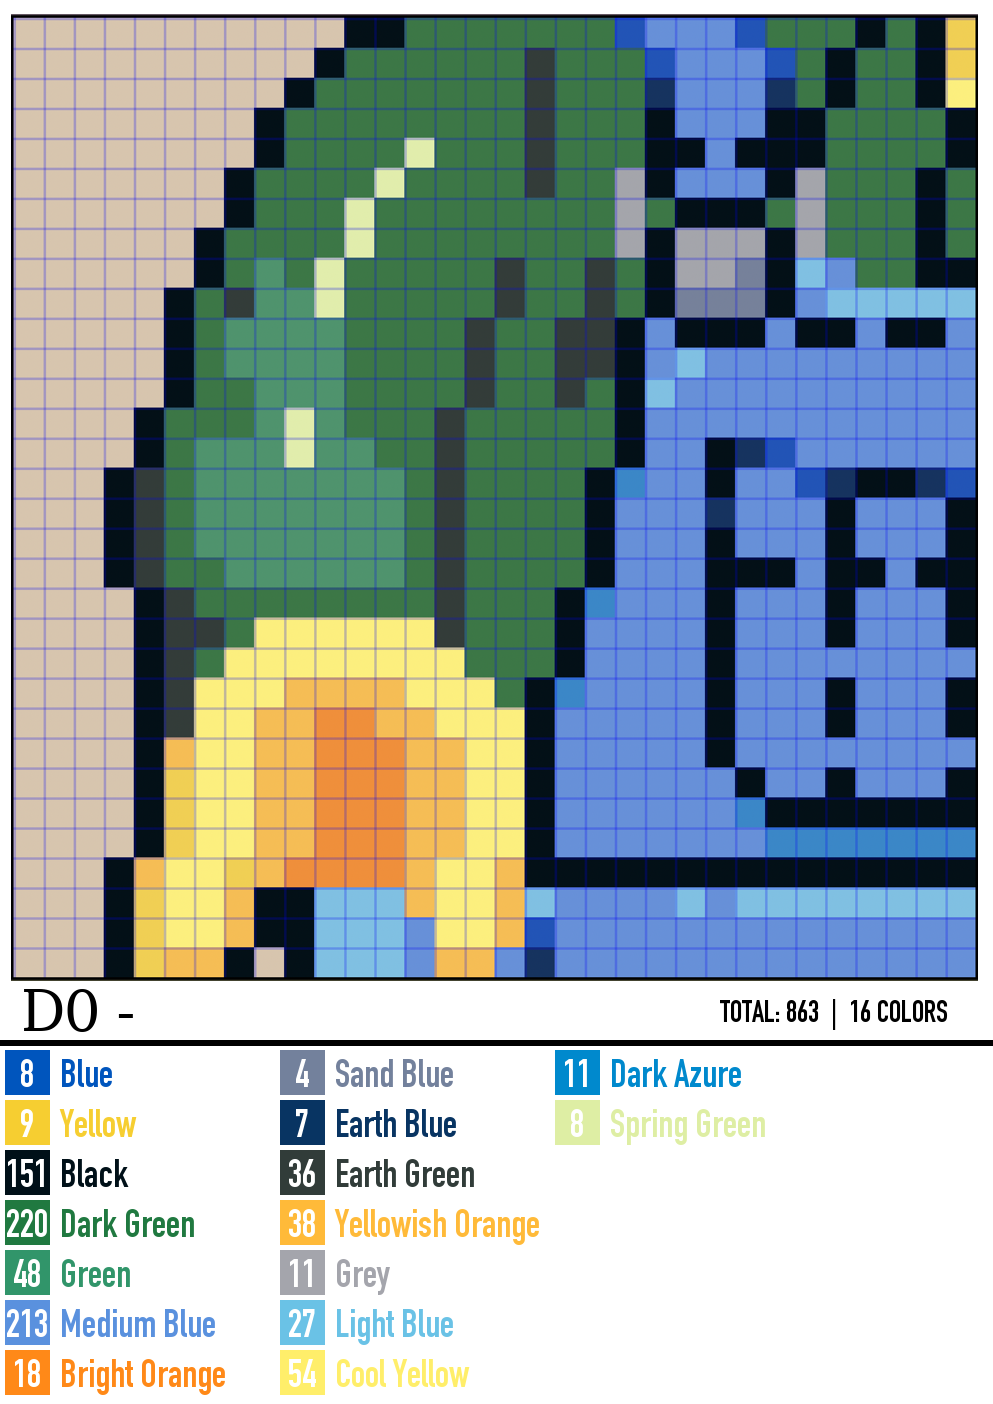 D0 -
TOTAL: 863 | 16 COLORS
8 Blue
9 Yellow
151 Black
220 Dark Green
48 Green
213 Medium Blue
18 Bright Orange
4 Sand Blue
7 Earth Blue
36 Earth Green
38 Yellowish Orange
11 Grey
27 Light Blue
54 Cool Yellow
11 Dark Azure
8 Spring Green